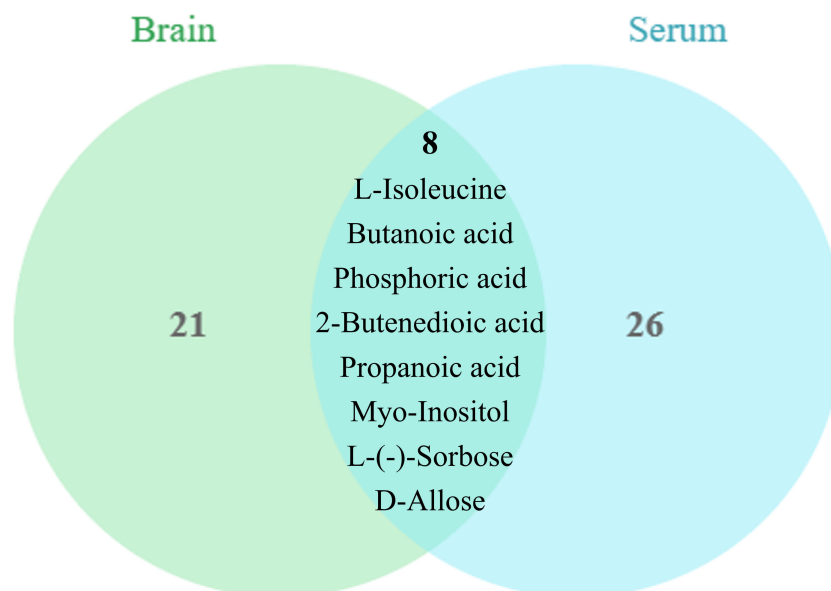 Brain
Serum
8
L-Isoleucine
Butanoic acid
Phosphoric acid
21
2-Butenedioic acid
26
Propanoic acid
Myo-Inositol
L-(-)-Sorbose
D-Allose